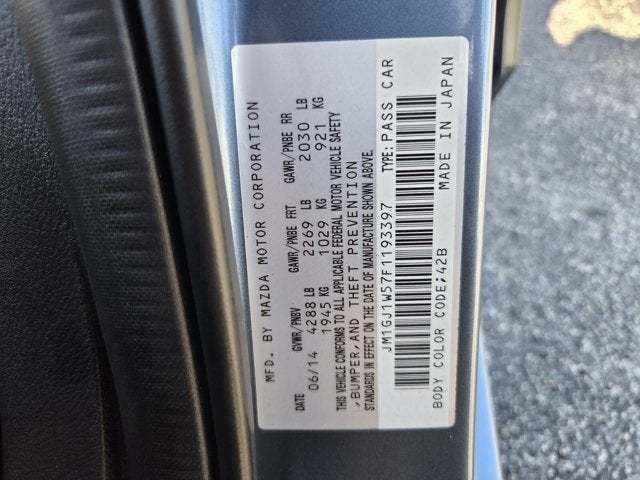 MFD. BY MAZDA MOTOR CORPORATION
DATE GVWR/PNBV GAWR/PNBE FRT GAWR/PNBE RR
06/14 4288 LB 2269 LB 2030 LB
1945 KG 1029 KG 921 KG
THIS VEHICLE CONFORMS TO ALL APPLICABLE FEDERAL MOTOR VEHICLE SAFETY
,BUMPER,AND THEFT PREVENTION
STANDARDS IN EFFECT ON THE DATE OF MANUFACTURE SHOWN ABOVE.
JM1GJ1W57F1193397 TYPE: PASS CAR
BODY COLOR CODE;42B MADE IN JAPAN